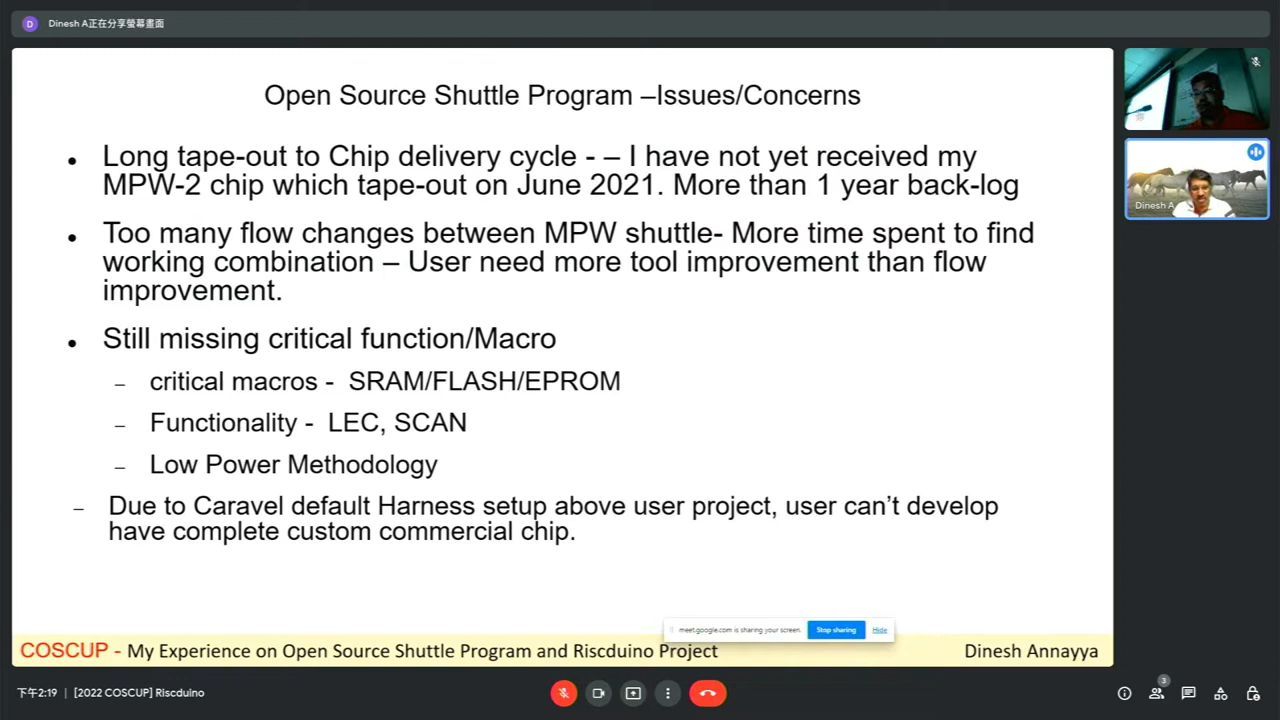 D Dinesh A正在分享螢幕畫面
Open Source Shuttle Program –Issues/Concerns
• Long tape-out to Chip delivery cycle - – I have not yet received my
MPW-2 chip which tape-out on June 2021. More than 1 year back-log
• Too many flow changes between MPW shuttle- More time spent to find
working combination – User need more tool improvement than flow
improvement.
• Still missing critical function/Macro
– critical macros - SRAM/FLASH/EPROM
– Functionality - LEC, SCAN
– Low Power Methodology
– Due to Caravel default Harness setup above user project, user can’t develop
have complete custom commercial chip.
meet.google.com is sharing your screen. Stop sharing Hide
COSCUP - My Experience on Open Source Shuttle Program and Riscduino Project Dinesh Annayya
Dinesh A
下午2:19 | [2022 COSCUP] Riscduino
3